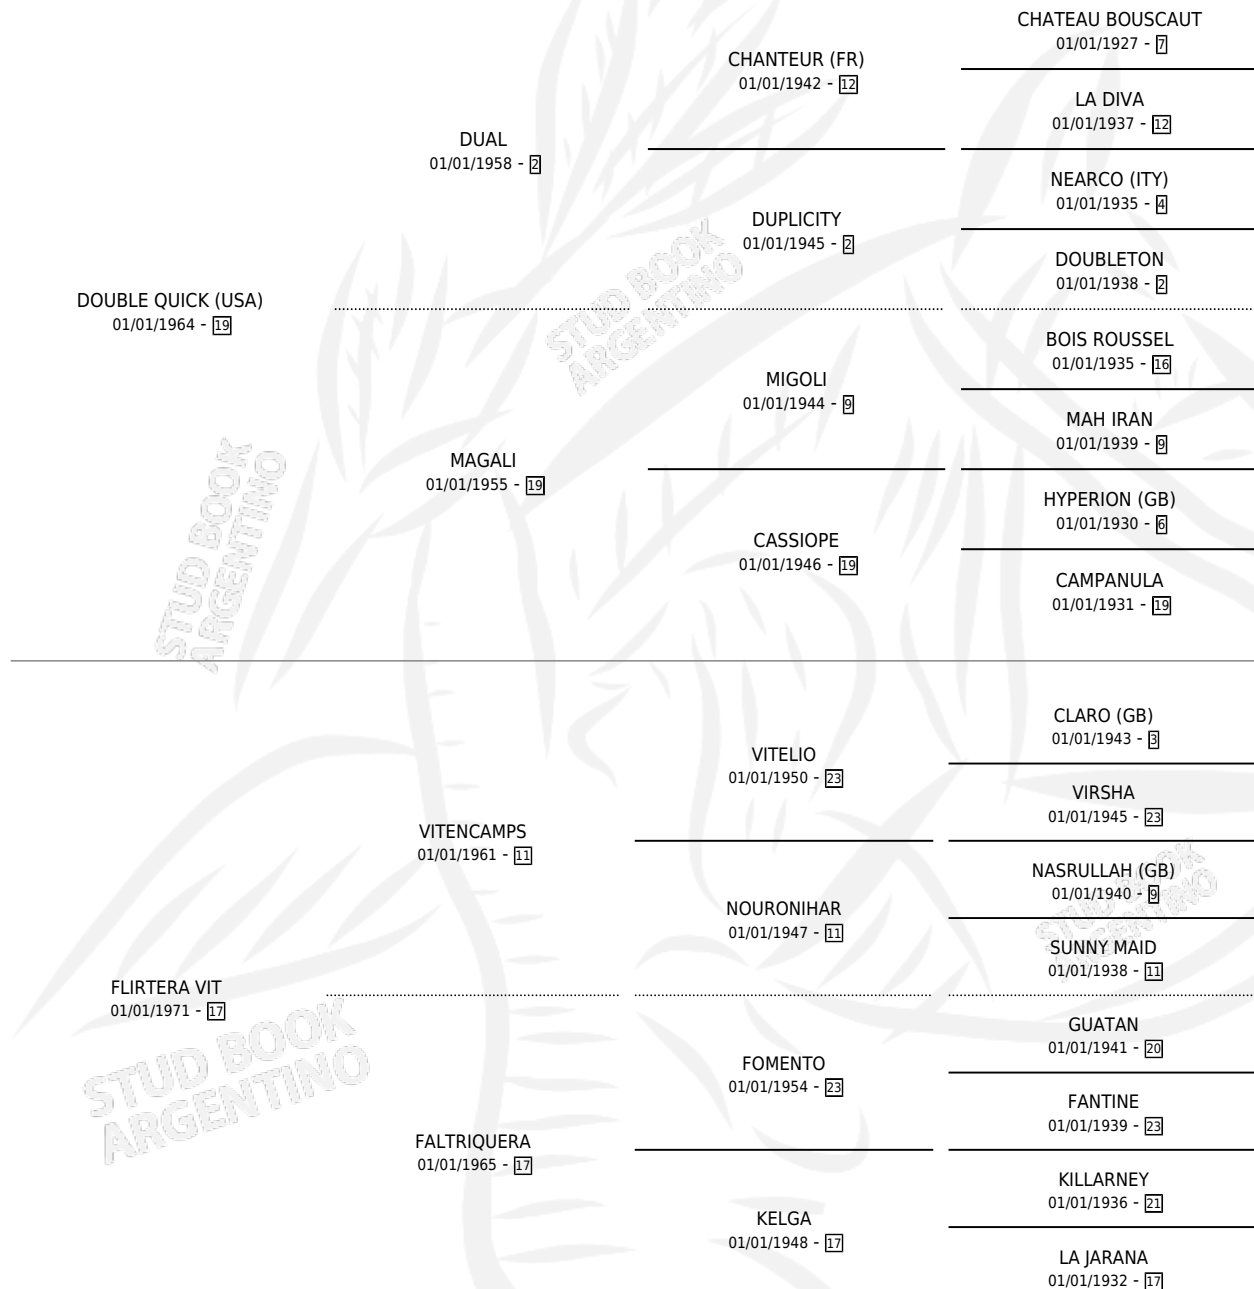 CHATEAU BOUSCAUT
01/01/1927 - 7
CHANTEUR (FR)
01/01/1942 - 12
LA DIVA
01/01/1937 - 12
DUAL
01/01/1958 - 2
NEARCO (ITY)
01/01/1935 - 4
DUPLICITY
01/01/1945 - 2
DOUBLETON
01/01/1938 - 2
DOUBLE QUICK (USA)
01/01/1964 - 19
BOIS ROUSSEL
01/01/1935 - 16
MIGOLI
01/01/1944 - 9
MAH IRAN
01/01/1939 - 9
MAGALI
01/01/1955 - 19
HYPERION (GB)
01/01/1930 - 6
CASSIOPE
01/01/1946 - 19
CAMPANULA
01/01/1931 - 19
CLARO (GB)
01/01/1943 - 3
VITELIO
01/01/1950 - 23
VIRSHA
01/01/1945 - 23
VITENCAMPS
01/01/1961 - 11
NASRULLAH (GB)
01/01/1940 - 9
NOURONIHAR
01/01/1947 - 11
SUNNY MAID
01/01/1938 - 11
FLIRTERA VIT
01/01/1971 - 17
GUATAN
01/01/1941 - 20
FOMENTO
01/01/1954 - 23
FANTINE
01/01/1939 - 23
FALTRIQUERA
01/01/1965 - 17
KILLARNEY
01/01/1936 - 21
KELGA
01/01/1948 - 17
LA JARANA
01/01/1932 - 17
STUD BOOK
ARGENTINO
STUD BOOK
ARGENTINO
STUD BOOK
ARGENTINO
STUD BOOK
ARGENTINO